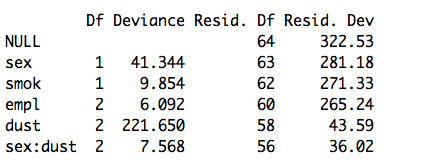 Df Deviance Resid. Df Resid. Dev
NULL 64 322.53
sex 1 41.344 63 281.18
smok 1 9.854 62 271.33
empl 2 6.092 60 265.24
dust 2 221.650 58 43.59
sex:dust 2 7.568 56 36.02